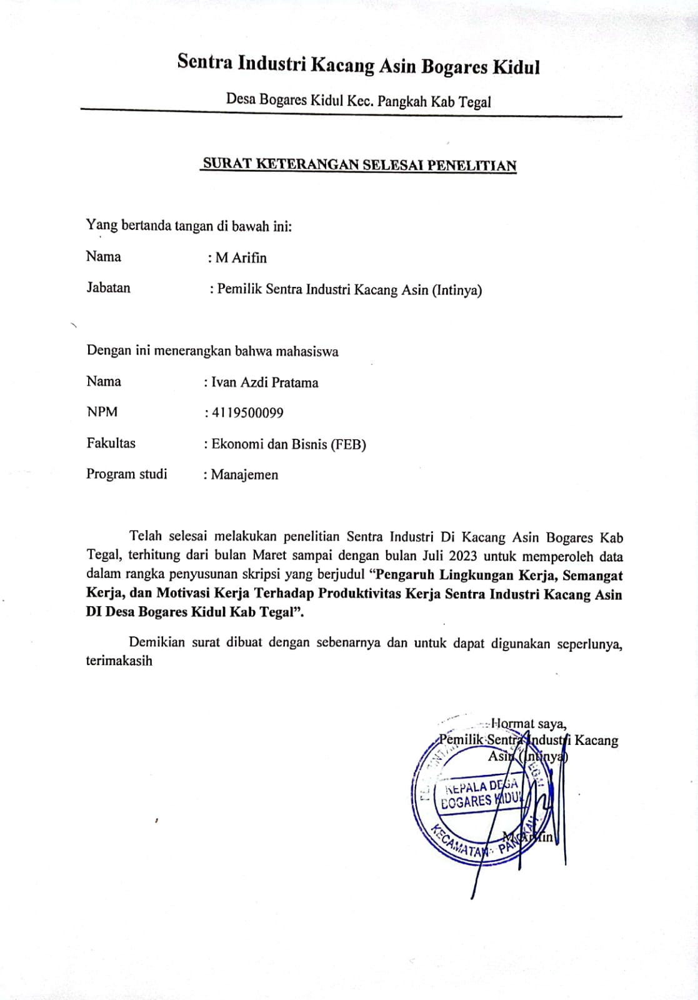 Sentra Industri Kacang Asin Bogares Kidul
Desa Bogares Kidul Kec. Pangkah Kab Tegal
SURAT KETERANGAN SELESAI PENELITIAN
Yang bertanda tangan di bawah ini:
Nama : M Arifin
Jabatan : Pemilik Sentra Industri Kacang Asin (Intinya)
Dengan ini menerangkan bahwa mahasiswa
Nama : Ivan Azdi Pratama
NPM : 4119500099
Fakultas : Ekonomi dan Bisnis (FEB)
Program studi : Manajemen
Telah selesai melakukan penelitian Sentra Industri Di Kacang Asin Bogares Kab
Tegal, terhitung dari bulan Maret sampai dengan bulan Juli 2023 untuk memperoleh data
dalam rangka penyusunan skripsi yang berjudul “Pengaruh Lingkungan Kerja, Semangat
Kerja, dan Motivasi Kerja Terhadap Produktivitas Kerja Sentra Industri Kacang Asin
DI Desa Bogares Kidul Kab Tegal”.
Demikian surat dibuat dengan sebenarnya dan untuk dapat digunakan seperlunya,
terimakasih
Hormat saya,
Pemilik Sentra Industri Kacang
Asin (Intinya)
KEPALA DESA
BOGARES KIDUL
KECAMATAN PANGKAH
M Arifin